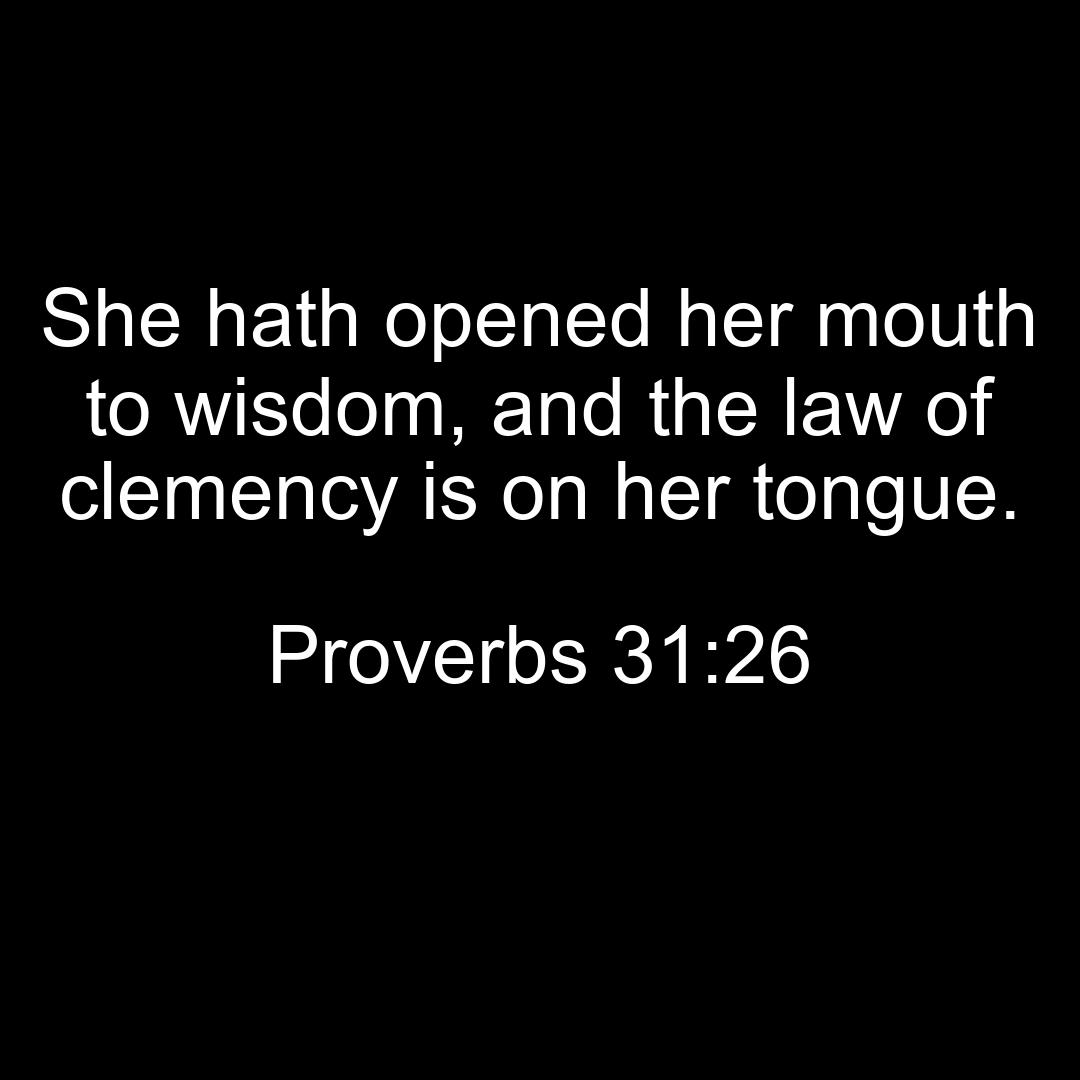 She hath opened her mouth
to wisdom, and the law of
clemency is on her tongue.
Proverbs 31:26